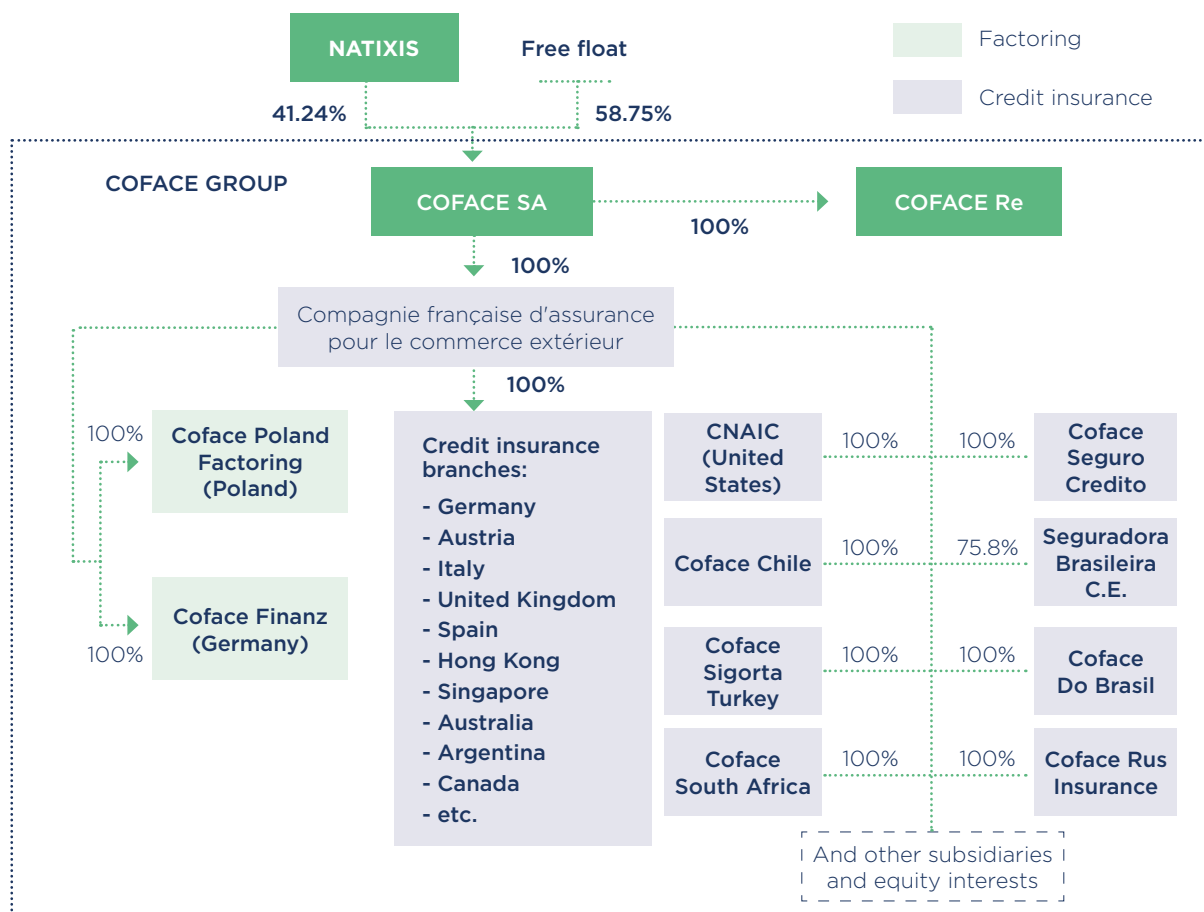 NATIXIS
Free float
Factoring
Credit insurance
41.24%
58.75%
COFACE GROUP
COFACE SA
100%
COFACE Re
100%
Compagnie française d'assurance
pour le commerce extérieur
100%
100%
Coface Poland
Factoring
(Poland)
100%
Coface Finanz
(Germany)
Credit insurance
branches:
- Germany
- Austria
- Italy
- United Kingdom
- Spain
- Hong Kong
- Singapore
- Australia
- Argentina
- Canada
- etc.
CNAIC
(United
States)
100%
100%
Coface
Seguro
Credito
Coface Chile
100%
75.8%
Seguradora
Brasileira
C.E.
Coface
Sigorta
Turkey
100%
100%
Coface
Do Brasil
Coface
South Africa
100%
100%
Coface Rus
Insurance
And other subsidiaries
and equity interests